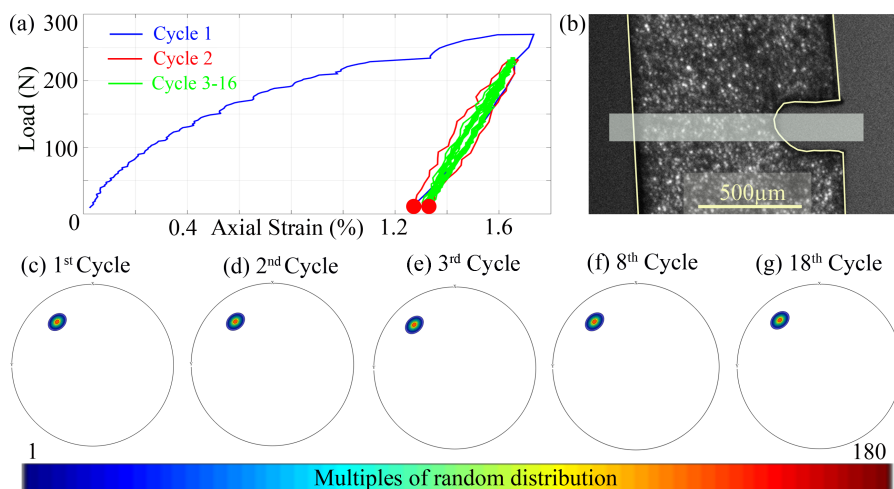 (a)
300
200
100
0
Load (N)
Cycle 1
Cycle 2
Cycle 3-16
0.4 Axial Strain (%) 1.2 1.6
(b)
500µm
(c) 1st Cycle
(d) 2nd Cycle
(e) 3rd Cycle
(f) 8th Cycle
(g) 18th Cycle
1 180
Multiples of random distribution